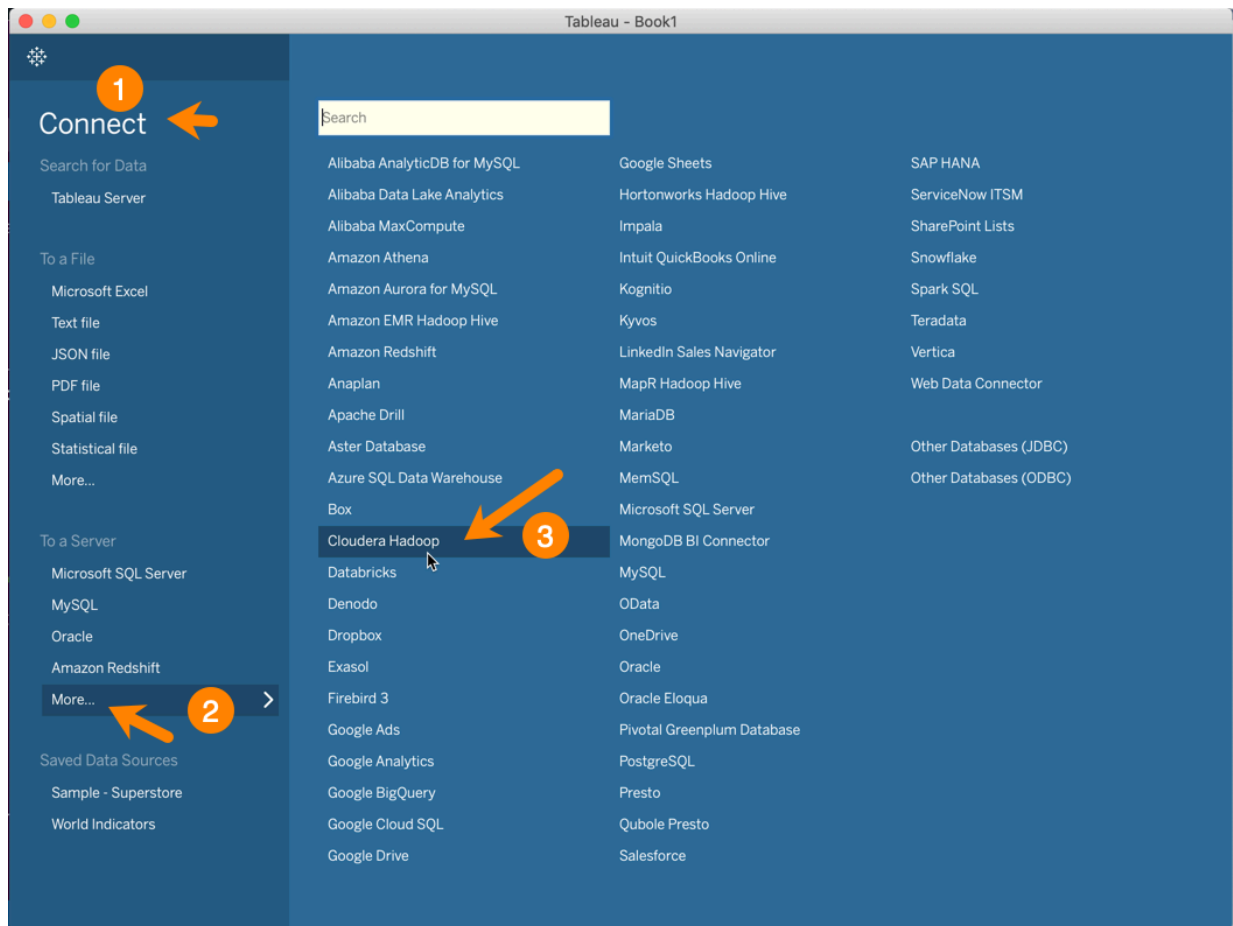 Tableau - Book1
1
Connect
Search for Data
Tableau Server
To a File
Microsoft Excel
Text file
JSON file
PDF file
Spatial file
Statistical file
More...
To a Server
Microsoft SQL Server
MySQL
Oracle
Amazon Redshift
More...
2
Saved Data Sources
Sample - Superstore
World Indicators
Search
Alibaba AnalyticDB for MySQL
Alibaba Data Lake Analytics
Alibaba MaxCompute
Amazon Athena
Amazon Aurora for MySQL
Amazon EMR Hadoop Hive
Amazon Redshift
Anaplan
Apache Drill
Aster Database
Azure SQL Data Warehouse
Box
Cloudera Hadoop
3
Databricks
Denodo
Dropbox
Exasol
Firebird 3
Google Ads
Google Analytics
Google BigQuery
Google Cloud SQL
Google Drive
Google Sheets
Hortonworks Hadoop Hive
Impala
Intuit QuickBooks Online
Kognitio
Kyvos
LinkedIn Sales Navigator
MapR Hadoop Hive
MariaDB
Marketo
MemSQL
Microsoft SQL Server
MongoDB BI Connector
MySQL
OData
OneDrive
Oracle
Oracle Eloqua
Pivotal Greenplum Database
PostgreSQL
Presto
Qubole Presto
Salesforce
SAP HANA
ServiceNow ITSM
SharePoint Lists
Snowflake
Spark SQL
Teradata
Vertica
Web Data Connector
Other Databases (JDBC)
Other Databases (ODBC)